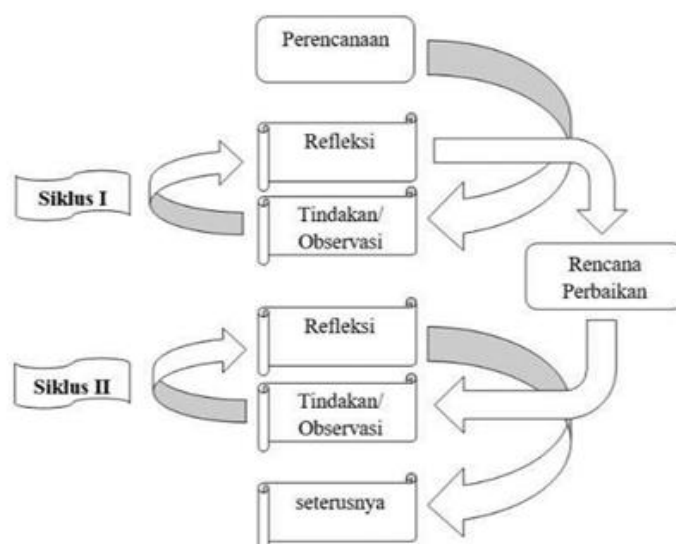 Perencanaan
Refleksi
Siklus I
Tindakan/
Observasi
Rencana
Perbaikan
Refleksi
Siklus II
Tindakan/
Observasi
seterusnya